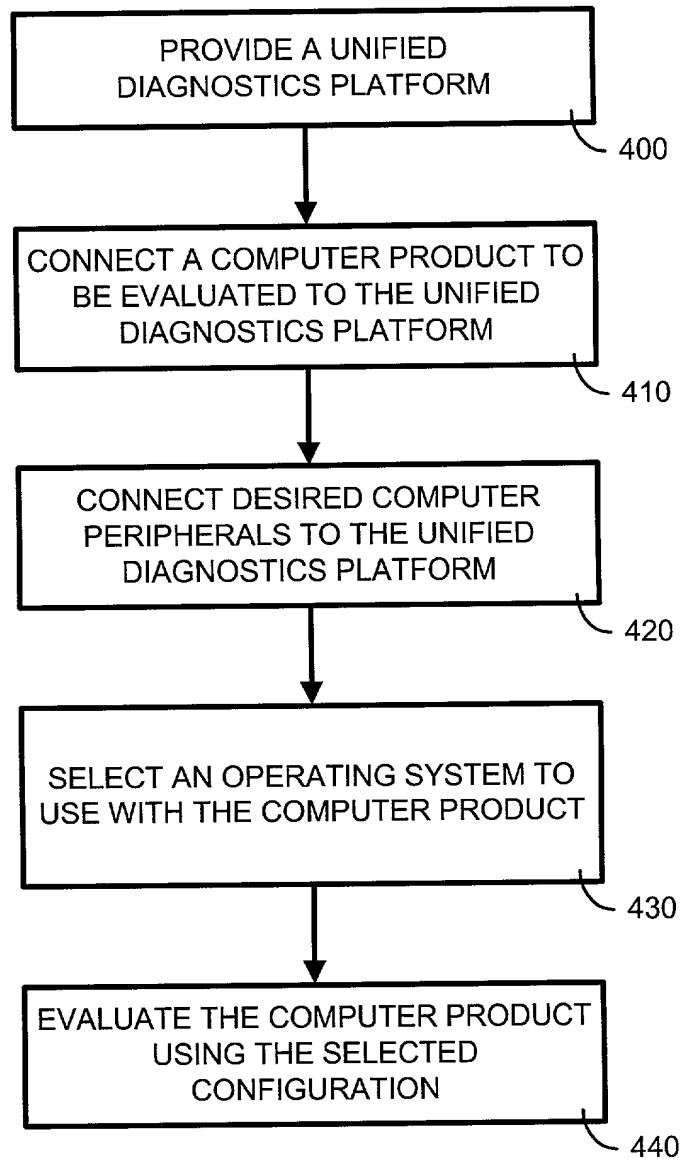 PROVIDE A UNIFIED
DIAGNOSTICS PLATFORM
400
CONNECT A COMPUTER PRODUCT TO
BE EVALUATED TO THE UNIFIED
DIAGNOSTICS PLATFORM
410
CONNECT DESIRED COMPUTER
PERIPHERALS TO THE UNIFIED
DIAGNOSTICS PLATFORM
420
SELECT AN OPERATING SYSTEM TO
USE WITH THE COMPUTER PRODUCT
430
EVALUATE THE COMPUTER PRODUCT
USING THE SELECTED
CONFIGURATION
440